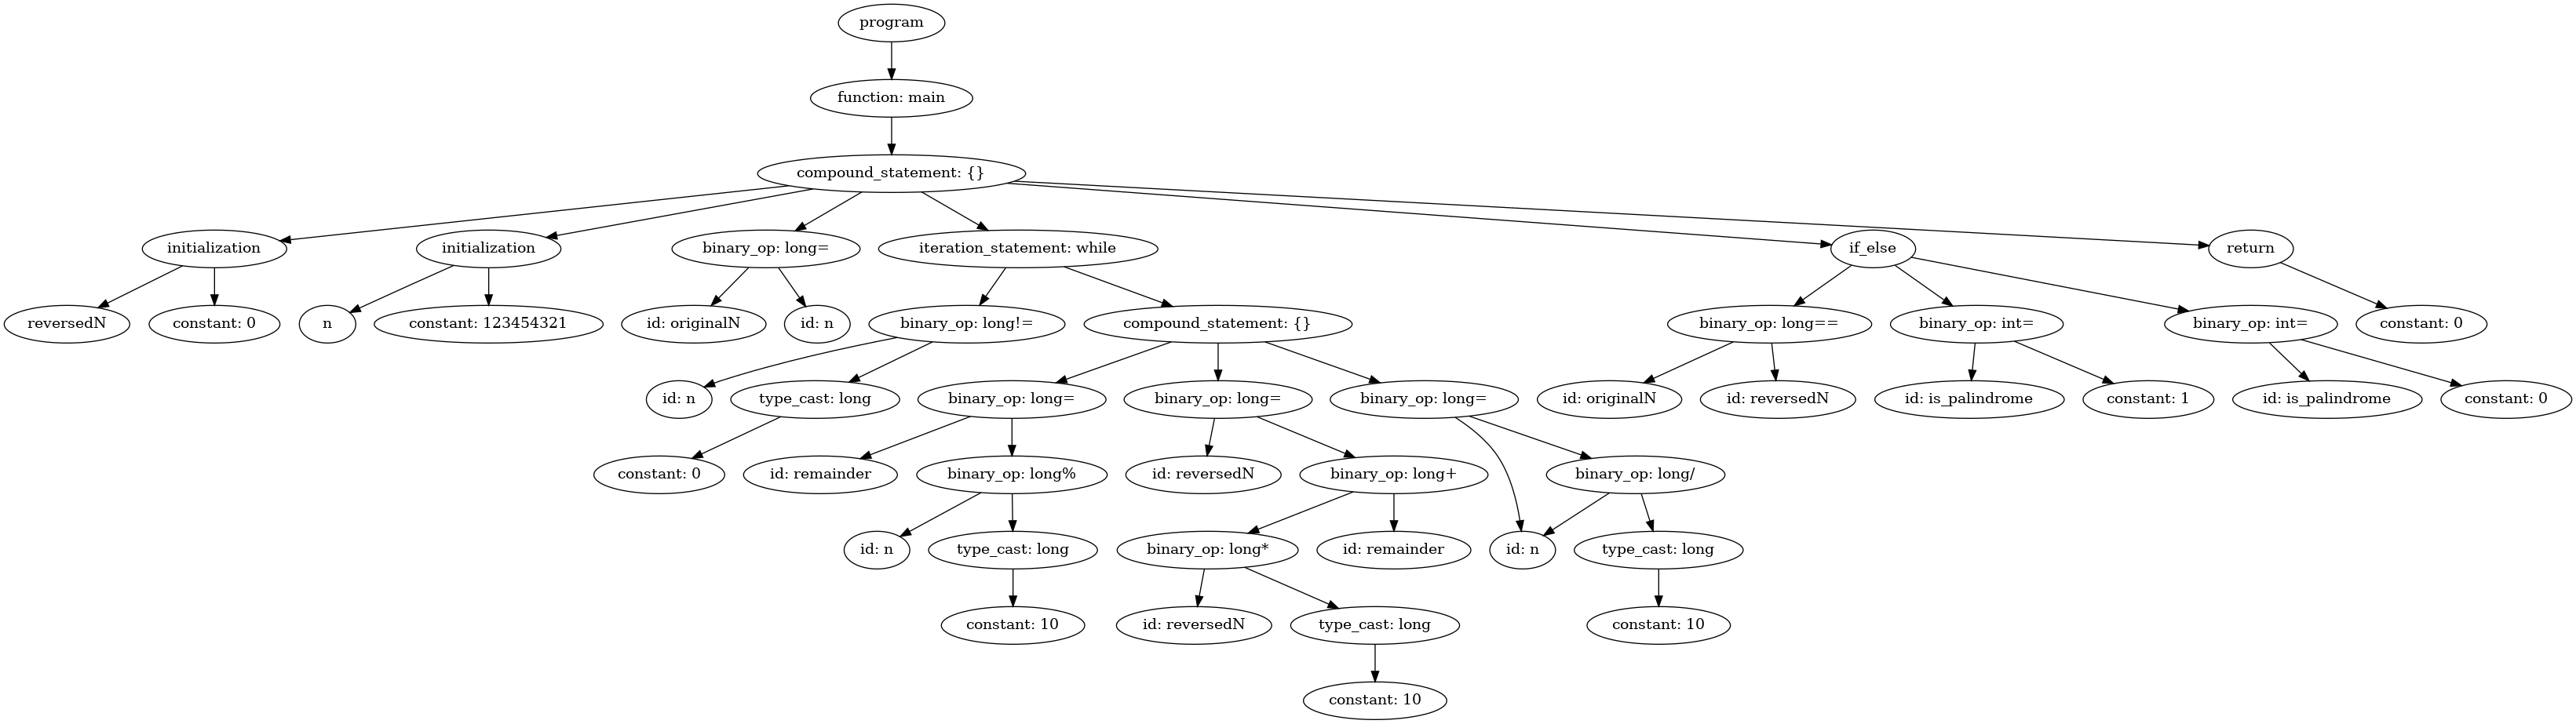 program
function: main
compound_statement: {}
initialization
initialization
binary_op: long=
iteration_statement: while
if_else
return
reversedN
constant: 0
n
constant: 123454321
id: originalN
id: n
binary_op: long!=
compound_statement: {}
binary_op: long==
binary_op: int=
binary_op: int=
constant: 0
id: n
type_cast: long
binary_op: long=
binary_op: long=
binary_op: long=
id: originalN
id: reversedN
id: is_palindrome
constant: 1
id: is_palindrome
constant: 0
constant: 0
id: remainder
binary_op: long%
id: reversedN
binary_op: long+
binary_op: long/
id: n
type_cast: long
binary_op: long*
id: remainder
id: n
type_cast: long
constant: 10
id: reversedN
type_cast: long
constant: 10
constant: 10